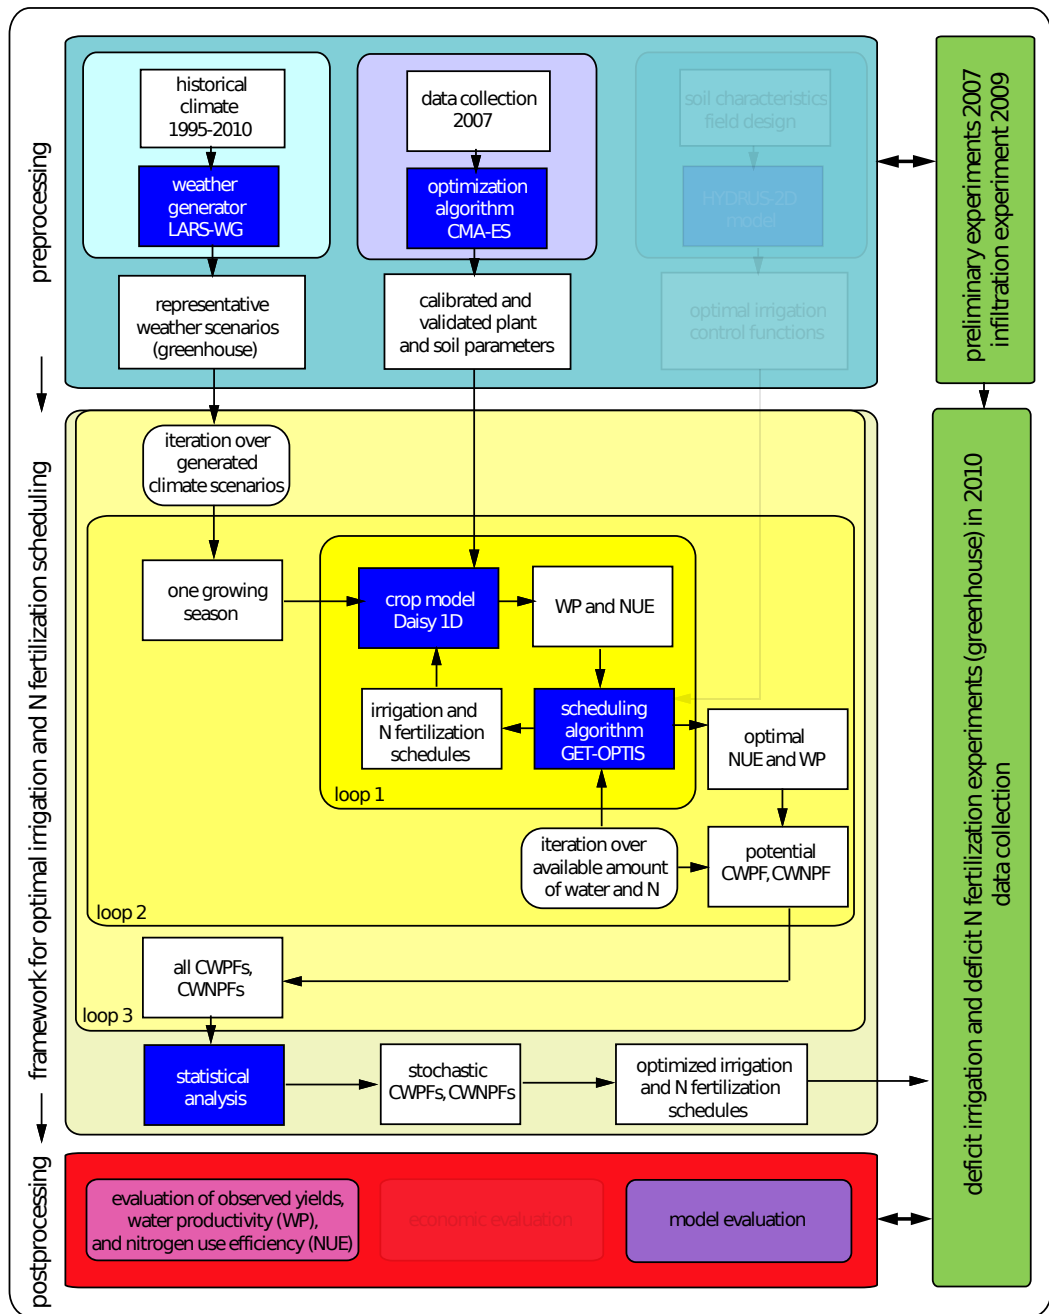 preprocessing
historical
climate
1995-2010
weather
generator
LARS-WG
representative
weather scenarios
(greenhouse)
data collection
2007
optimization
algorithm
CMA-ES
calibrated and
validated plant
and soil parameters
soil characteristics
field design
HYDRUS-2D
model
optimal irrigation
control functions
preliminary experiments 2007
infiltration experiment 2009
framework for optimal irrigation and N fertilization scheduling
iteration over
generated
climate scenarios
one growing
season
crop model
Daisy 1D
WP and NUE
irrigation and
N fertilization
schedules
scheduling
algorithm
GET-OPTIS
loop 1
optimal
NUE and WP
iteration over
available amount
of water and N
potential
CWPF, CWNPF
loop 2
all CWPFs,
CWNPFs
loop 3
statistical
analysis
stochastic
CWPFs, CWNPFs
optimized irrigation
and N fertilization
schedules
deficit irrigation and deficit N fertilization experiments (greenhouse) in 2010
data collection
postprocessing
evaluation of observed yields,
water productivity (WP),
and nitrogen use efficiency (NUE)
economic evaluation
model evaluation